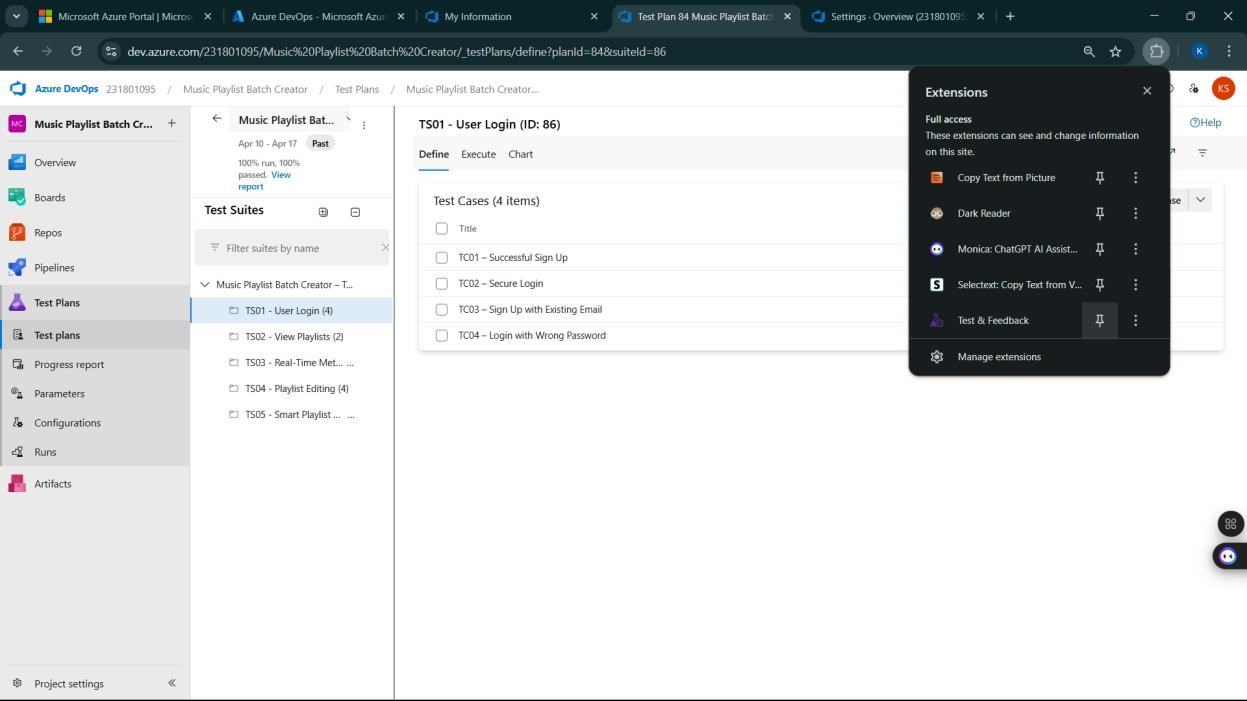 Microsoft Azure Portal | Micros
Azure DevOps - Microsoft Azur
My Information
Test Plan 84 Music Playlist Batch
Settings · Overview (231801095
dev.azure.com/231801095/Music%20Playlist%20Batch%20Creator/_testPlans/define?planId=84&suiteId=86
K
Azure DevOps 231801095 / Music Playlist Batch Creator / Test Plans / Music Playlist Batch Creator...
KS
MC Music Playlist Batch Cr...
Overview
Boards
Repos
Pipelines
Test Plans
Test plans
Progress report
Parameters
Configurations
Runs
Artifacts
Project settings
Music Playlist Bat...
Apr 10 - Apr 17 Past
100% run, 100%
passed. View
report
Test Suites
Filter suites by name
Music Playlist Batch Creator – T...
TS01 - User Login (4)
TS02 - View Playlists (2)
TS03 - Real-Time Met... ...
TS04 - Playlist Editing (4)
TS05 - Smart Playlist ... ...
TS01 - User Login (ID: 86)
Help
Define Execute Chart
Test Cases (4 items)
Title
TC01 – Successful Sign Up
TC02 – Secure Login
TC03 – Sign Up with Existing Email
TC04 – Login with Wrong Password
Extensions
Full access
These extensions can see and change information
on this site.
Copy Text from Picture
Dark Reader
Monica: ChatGPT AI Assist...
Selectext: Copy Text from V...
Test & Feedback
Manage extensions